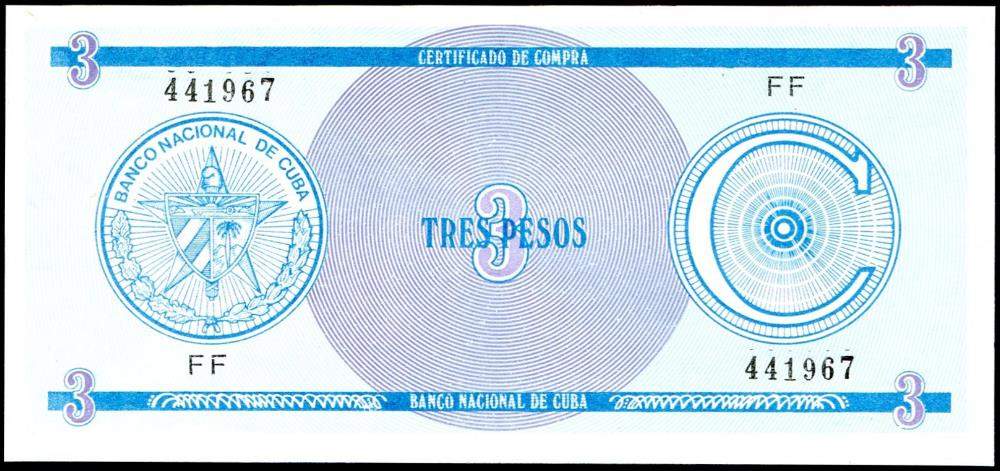 3 CERTIFICADO DE COMPRA 3
441967 FF
BANCO NACIONAL DE CUBA
C
3
TRES PESOS
FF 441967
3 BANCO NACIONAL DE CUBA 3